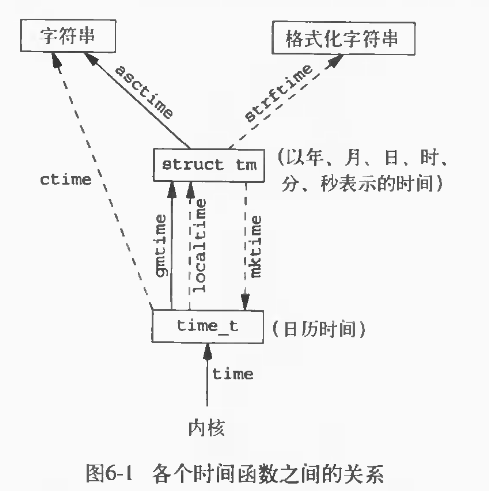 字符串
格式化字符串
asctime
strftime
ctime
struct tm
(以年、月、日、时、
分、秒表示的时间)
gmtime
localtime
mktime
time_t
(日历时间)
time
内核
图6-1 各个时间函数之间的关系